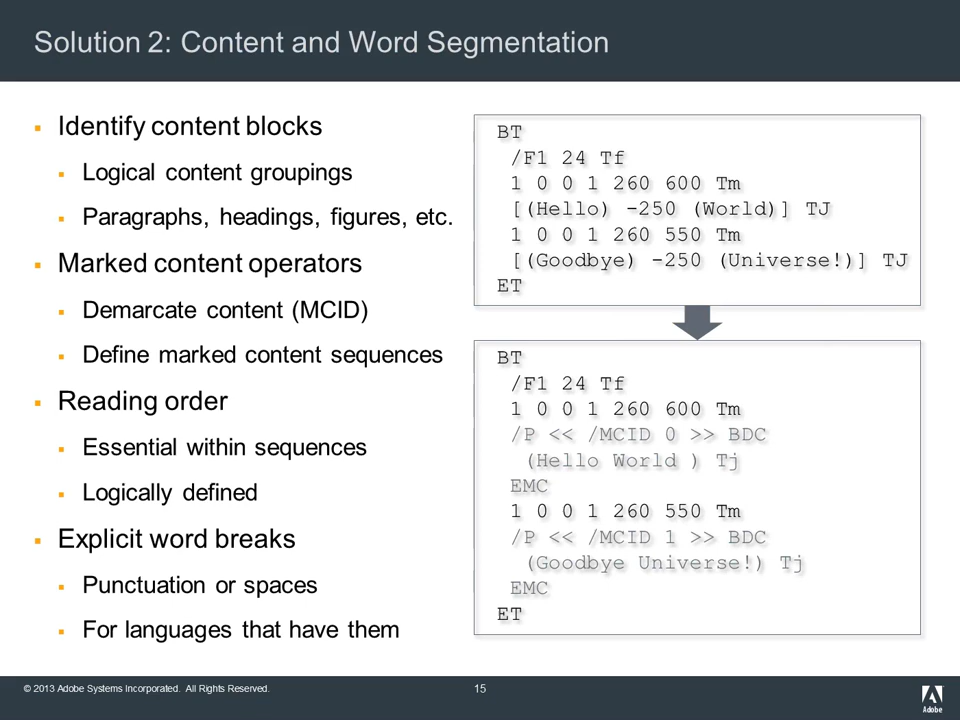 Solution 2: Content and Word Segmentation
Identify content blocks
Logical content groupings
Paragraphs, headings, figures, etc.
Marked content operators
Demarcate content (MCID)
Define marked content sequences
Reading order
Essential within sequences
Logically defined
Explicit word breaks
Punctuation or spaces
For languages that have them
BT
/F1 24 Tf
1 0 0 1 260 600 Tm
[(Hello) -250 (World)] TJ
1 0 0 1 260 550 Tm
[(Goodbye) -250 (Universe!)] TJ
ET
BT
/F1 24 Tf
1 0 0 1 260 600 Tm
/P << /MCID 0 >> BDC
(Hello World ) Tj
EMC
1 0 0 1 260 550 Tm
/P << /MCID 1 >> BDC
(Goodbye Universe!) Tj
EMC
ET
© 2013 Adobe Systems Incorporated. All Rights Reserved.
15
Adobe